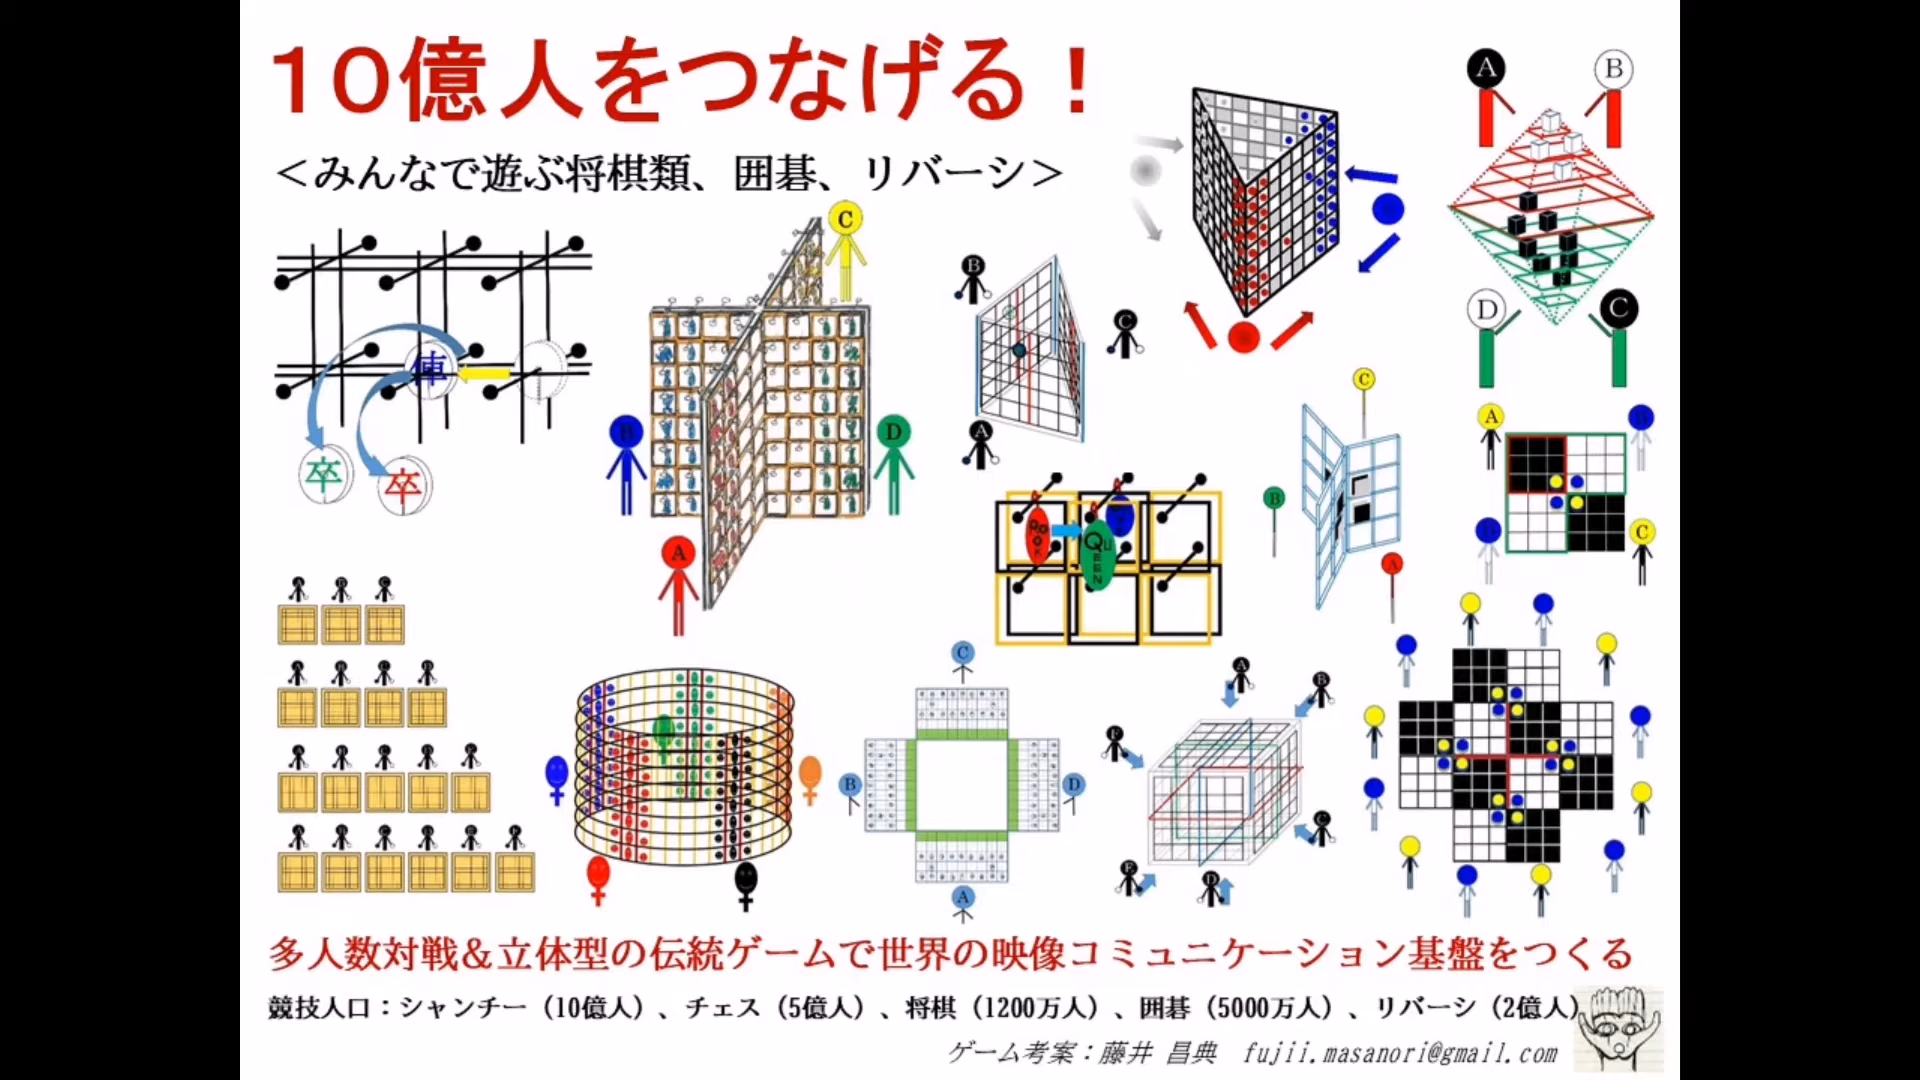 10億人をつなげる！
＜みんなで遊ぶ将棋類、囲碁、リバーシ＞
A
B
C
B
C
A
D
C
俥
卒
卒
B
D
A
C
B
A
A
C
ROOK
QUEEN
A B C
A B C D
A B C D E
A B C D E F
C
B
D
A
A
B
F
C
E
D
多人数対戦＆立体型の伝統ゲームで世界の映像コミュニケーション基盤をつくる
競技人口：シャンチー（10億人）、チェス（5億人）、将棋（1200万人）、囲碁（5000万人）、リバーシ（2億人）
ゲーム考案：藤井 昌典 fujii.masanori@gmail.com